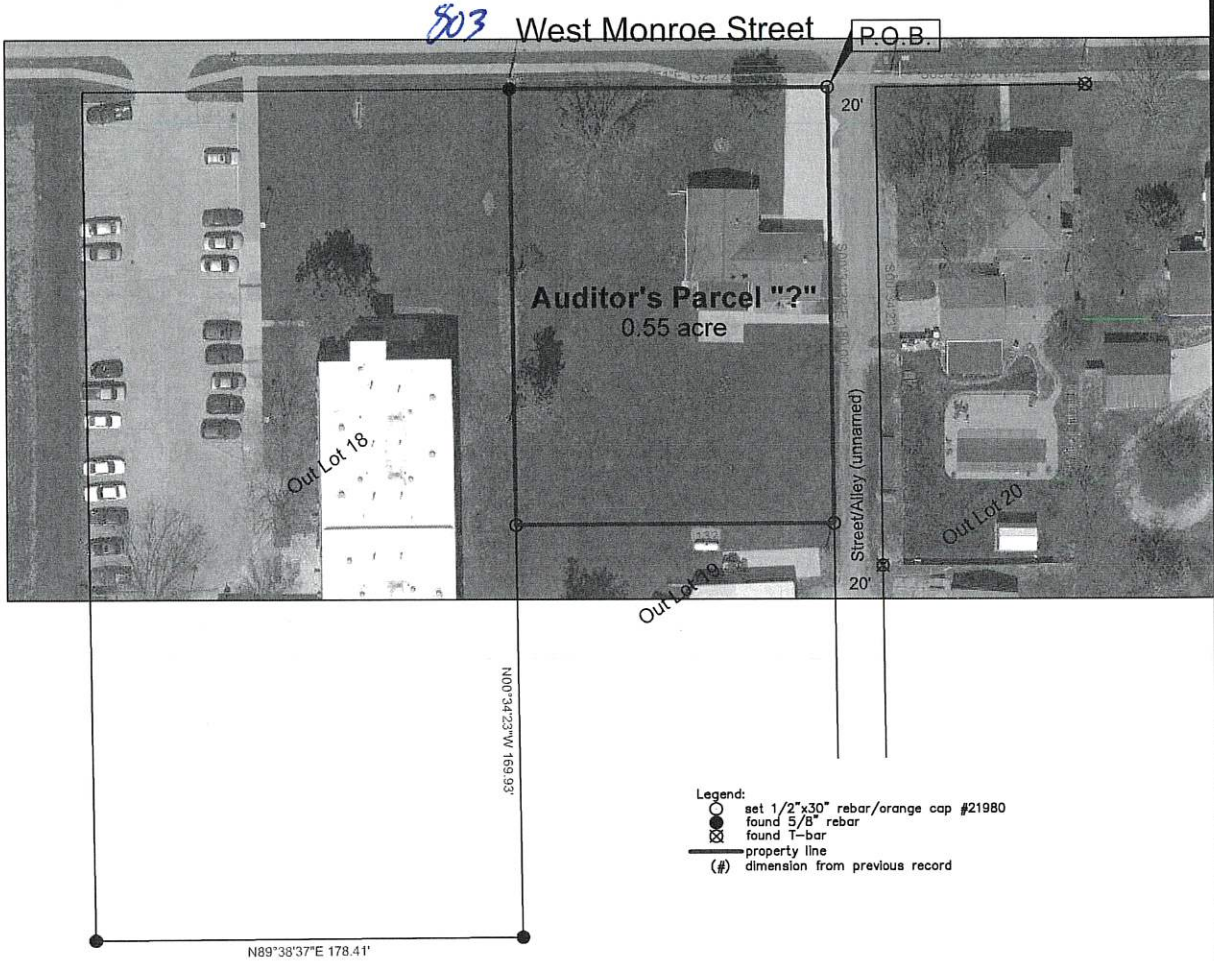 803 West Monroe Street
P.O.B.
20'
Auditor's Parcel "?"
0.55 acre
Out Lot 18
Street/Alley (unnamed)
Out Lot 20
20'
Out Lot 19
N00°34'23"W 169.93'
Legend:
set 1/2"x30" rebar/orange cap #21980
found 5/8" rebar
found T-bar
property line
(#) dimension from previous record
N89°38'37"E 178.41'